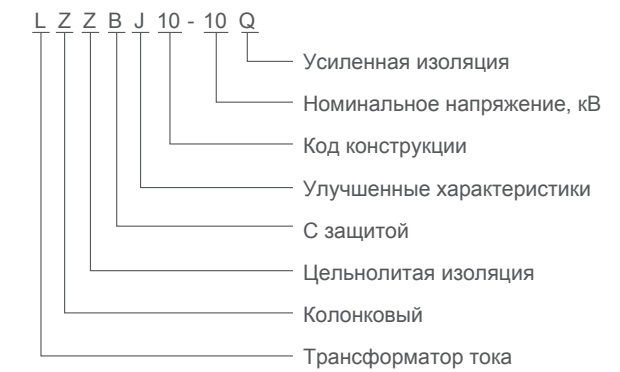 L Z Z B J 10 - 10 Q
Усиленная изоляция
Номинальное напряжение, кВ
Код конструкции
Улучшенные характеристики
С защитой
Цельнолитая изоляция
Колонковый
Трансформатор тока